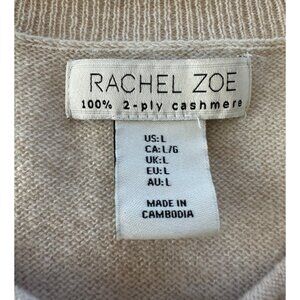 RACHEL ZOE
100% 2-ply cashmere
US:L
CA:L/G
UK:L
EU:L
AU:L
MADE IN
CAMBODIA